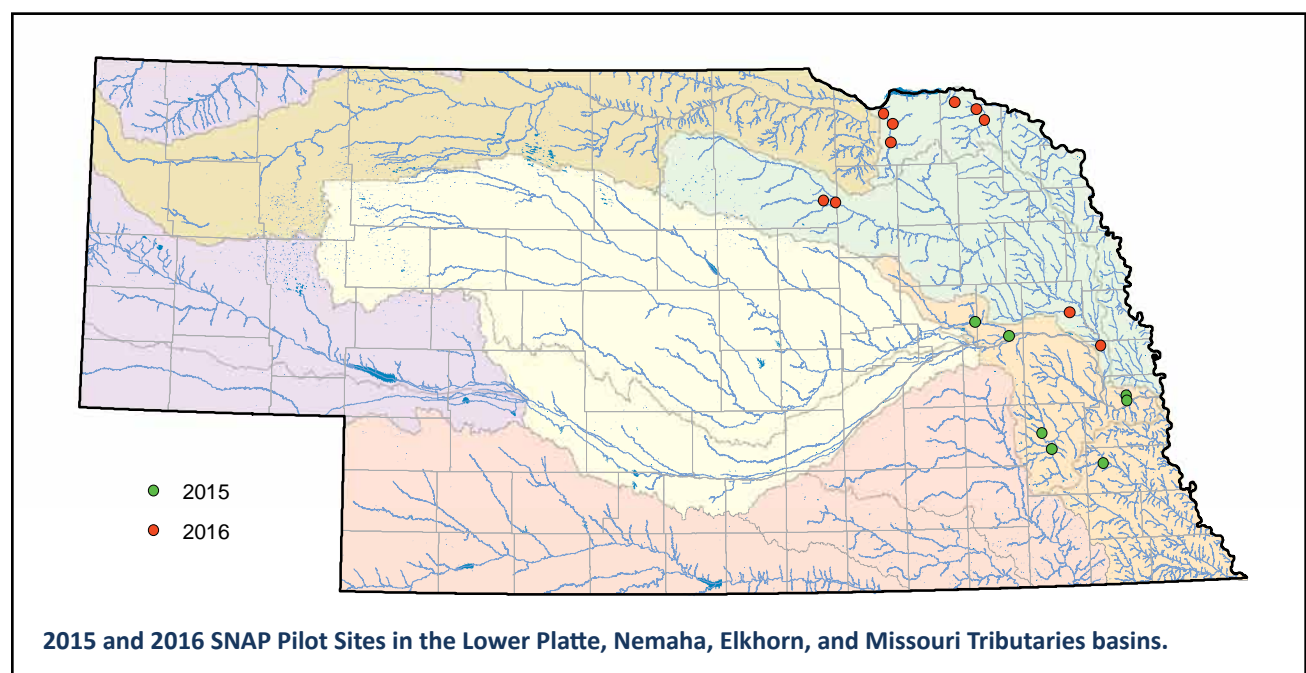 2015
2016
2015 and 2016 SNAP Pilot Sites in the Lower Platte, Nemaha, Elkhorn, and Missouri Tributaries basins.